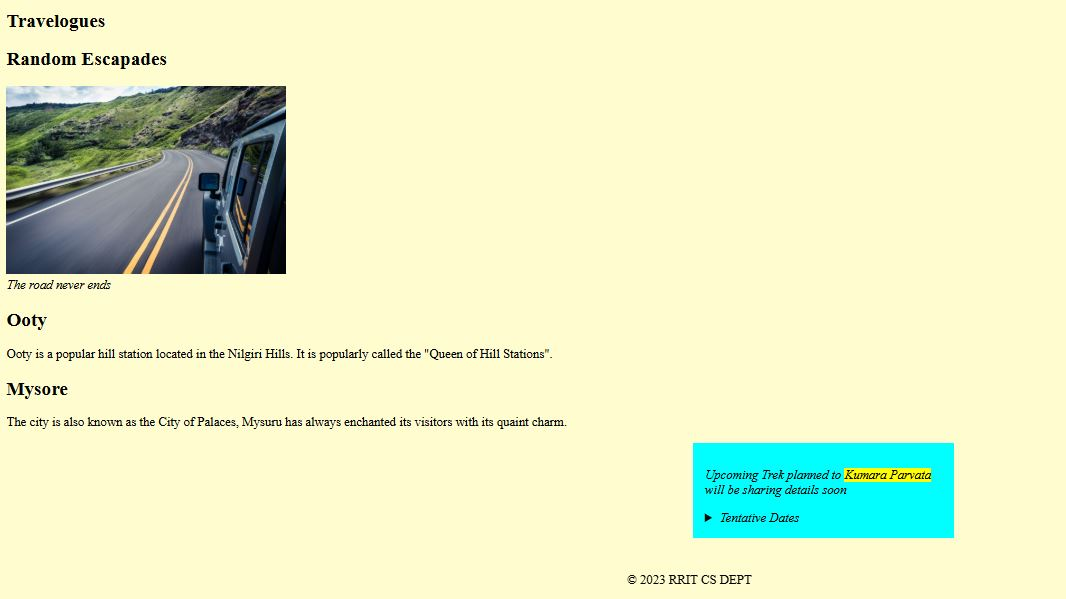 Travelogues
Random Escapades
The road never ends
Ooty
Ooty is a popular hill station located in the Nilgiri Hills. It is popularly called the "Queen of Hill Stations".
Mysore
The city is also known as the City of Palaces, Mysuru has always enchanted its visitors with its quaint charm.
Upcoming Trek planned to Kumara Parvata
will be sharing details soon
Tentative Dates
© 2023 RRIT CS DEPT